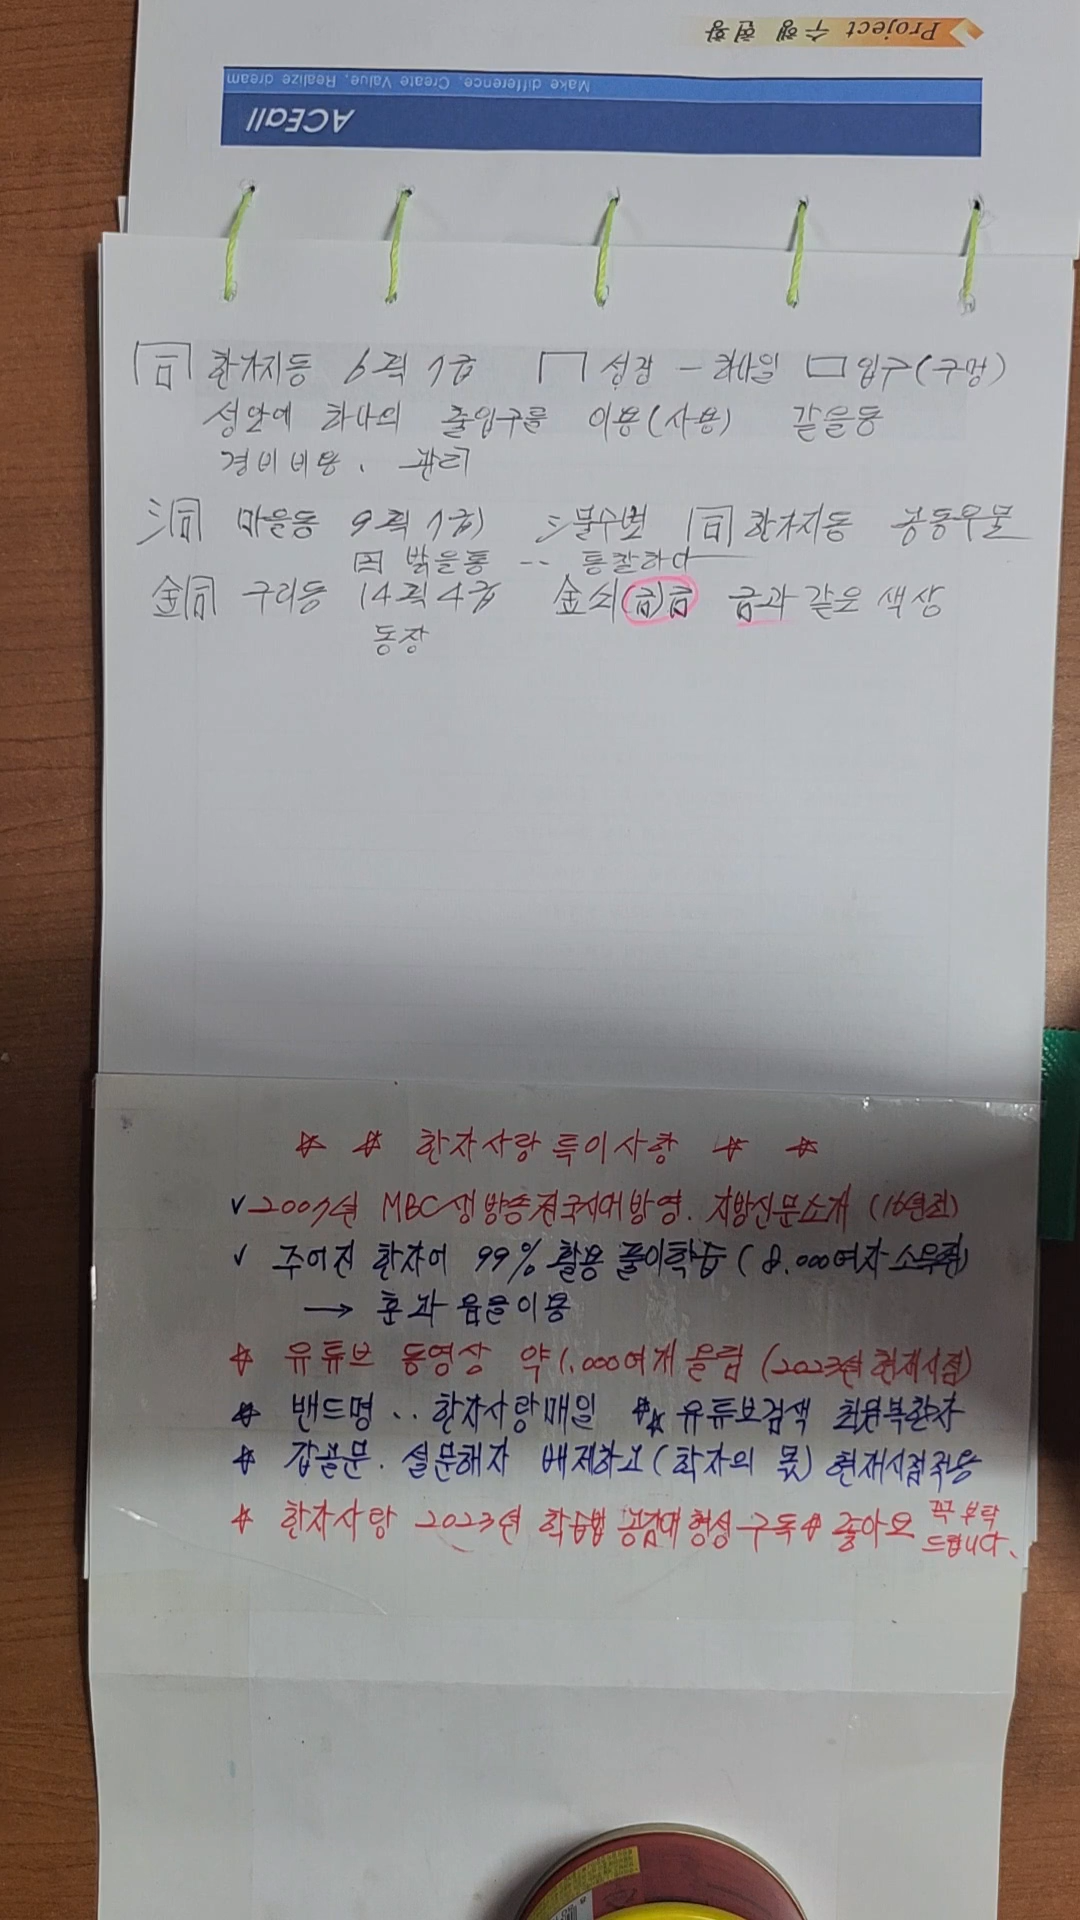 Project 수행 현황
Make difference, Create Value, Realize dream
ACEall
同 한가지동 6획 1급 冂 성곽 一 하나일 口 입구(구멍)
성안에 하나의 출입구를 이용(사용) 같을동
경비비용. 관리
洞 마을동 9획 1급) 氵물수변 同 한가지동 공동우물
밝을통 -- 통찰하다
銅 구리동 14획 4급 金쇠(금)금 금과 같은 색상
동장
한자사랑 특이사항
✓ 2007년 MBC 생방송전국시대방영. 지방신문소개 (16년전)
✓ 주어진 한자에 99% 활용 풀이학습 (8.000여자 소유권)
→ 훈과 음을이용
유튜브 동영상 약 1.000여개 올림 (2023년 현재시점)
밴드명 .. 한자사랑매일 유튜브검색 최원복한자
갑골문. 설문해자 배제하고 (학자의 몫) 현재시점적용
한자사랑 2023년 학습법 공감대 형성 구독 좋아요 꼭 부탁
드립니다.